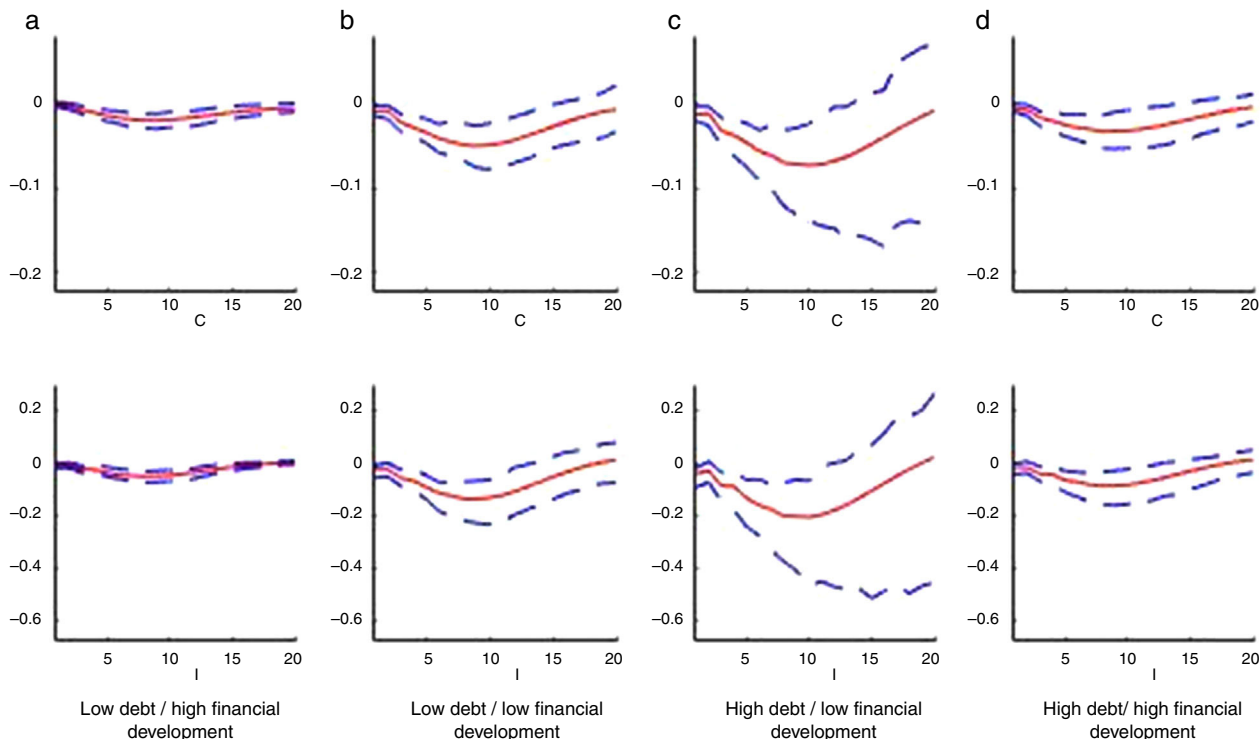 a
b
c
d
0
–0.1
–0.2
5 10 15 20
C
0
–0.1
–0.2
5 10 15 20
C
0
–0.1
–0.2
5 10 15 20
C
0
–0.1
–0.2
5 10 15 20
C
0.2
0
–0.2
–0.4
–0.6
5 10 15 20
I
Low debt / high financial
development
0.2
0
–0.2
–0.4
–0.6
5 10 15 20
I
Low debt / low financial
development
0.2
0
–0.2
–0.4
–0.6
5 10 15 20
I
High debt / low financial
development
0.2
0
–0.2
–0.4
–0.6
5 10 15 20
I
High debt/ high financial
development